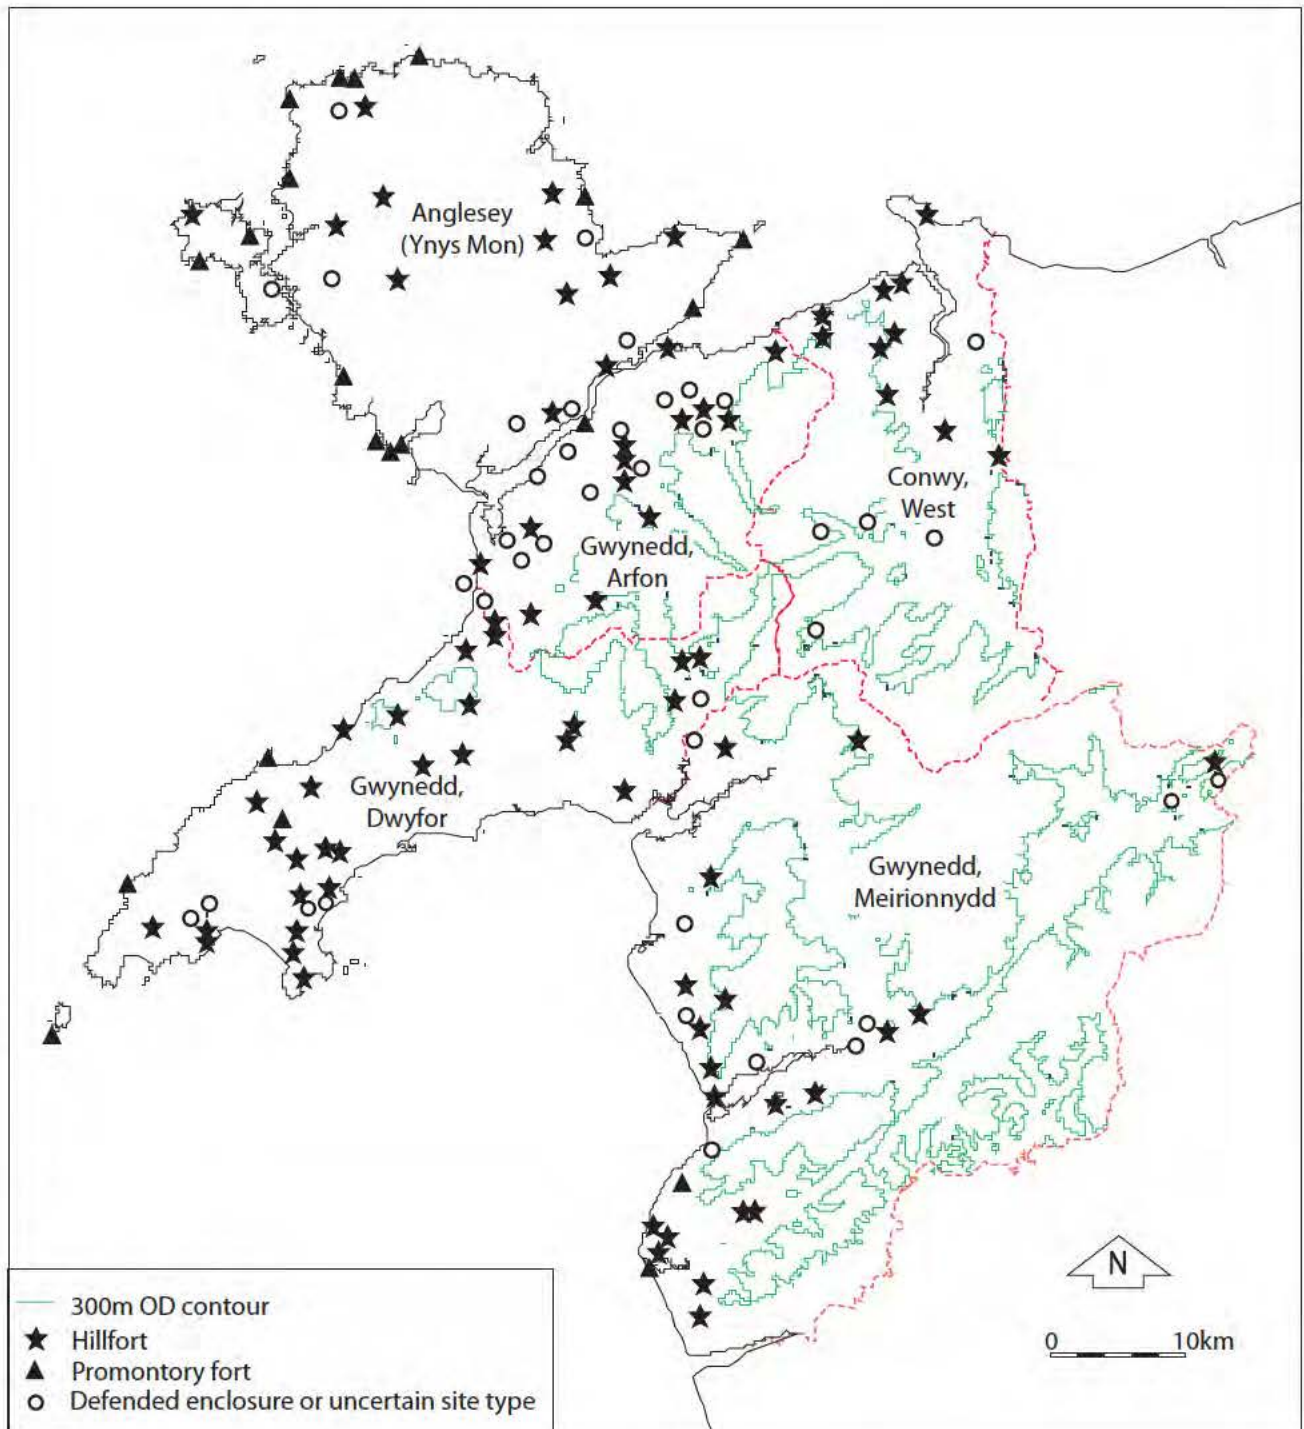 Anglesey
(Ynys Mon)
Conwy,
West
Gwynedd,
Arfon
Gwynedd,
Dwyfor
Gwynedd,
Meirionnydd
N
0 10km
300m OD contour
Hillfort
Promontory fort
Defended enclosure or uncertain site type